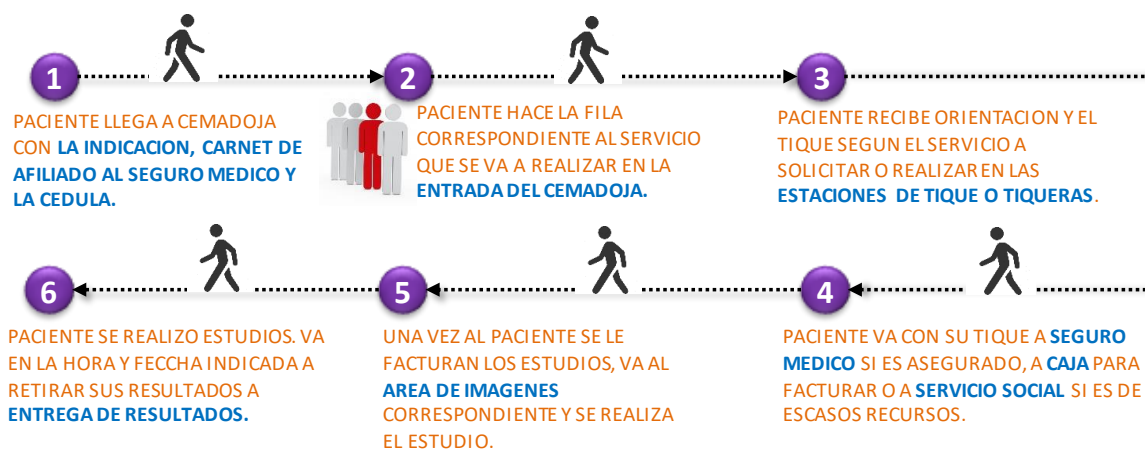 1
PACIENTE LLEGA A CEMADOJA
CON LA INDICACION, CARNET DE
AFILIADO AL SEGURO MEDICO Y
LA CEDULA.
2
PACIENTE HACE LA FILA
CORRESPONDIENTE AL SERVICIO
QUE SE VA A REALIZAR EN LA
ENTRADA DEL CEMADOJA.
3
PACIENTE RECIBE ORIENTACION Y EL
TIQUE SEGUN EL SERVICIO A
SOLICITAR O REALIZAR EN LAS
ESTACIONES DE TIQUE O TIQUERAS.
4
PACIENTE VA CON SU TIQUE A SEGURO
MEDICO SI ES ASEGURADO, A CAJA PARA
FACTURAR O A SERVICIO SOCIAL SI ES DE
ESCASOS RECURSOS.
5
UNA VEZ AL PACIENTE SE LE
FACTURAN LOS ESTUDIOS, VA AL
AREA DE IMAGENES
CORRESPONDIENTE Y SE REALIZA
EL ESTUDIO.
6
PACIENTE SE REALIZO ESTUDIOS. VA
EN LA HORA Y FECCHA INDICADA A
RETIRAR SUS RESULTADOS A
ENTREGA DE RESULTADOS.